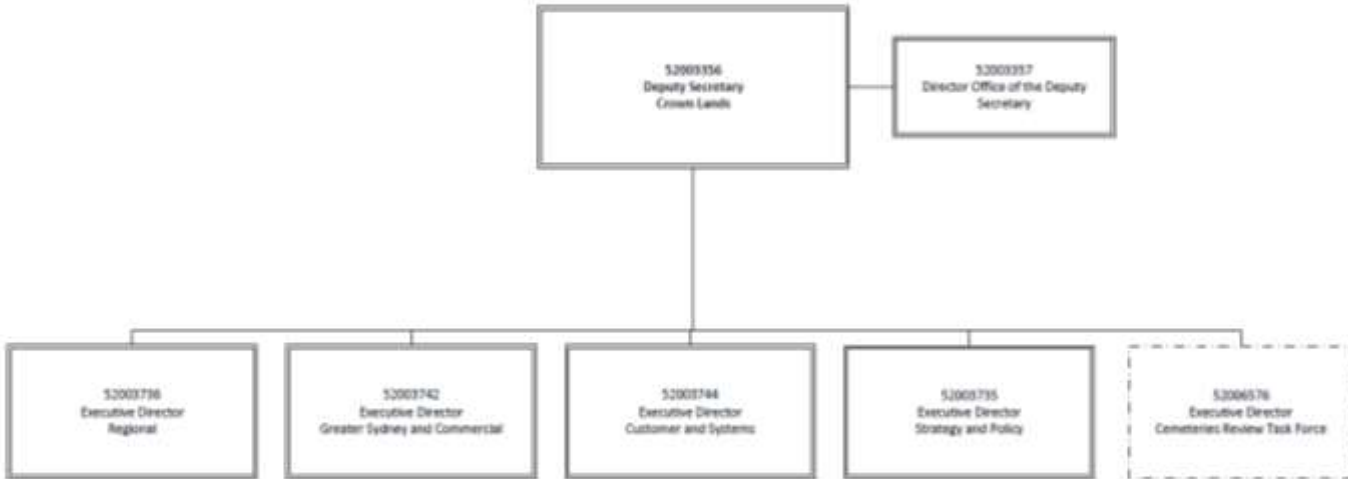 52003356
Deputy Secretary
Crown Lands
52003357
Director Office of the Deputy
Secretary
52003736
Executive Director
Regional
52003742
Executive Director
Greater Sydney and Commercial
52003744
Executive Director
Customer and Systems
52003735
Executive Director
Strategy and Policy
52006576
Executive Director
Cemeteries Review Task Force